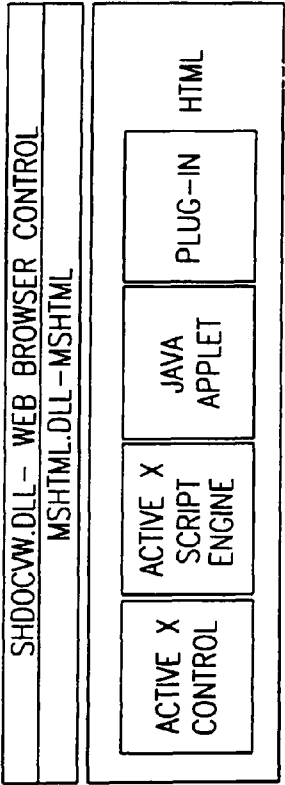 SHDOCVW.DLL- WEB BROWSER CONTROL
MSHTML.DLL-MSHTML
ACTIVE X
CONTROL
ACTIVE X
SCRIPT
ENGINE
JAVA
APPLET
PLUG-IN
HTML